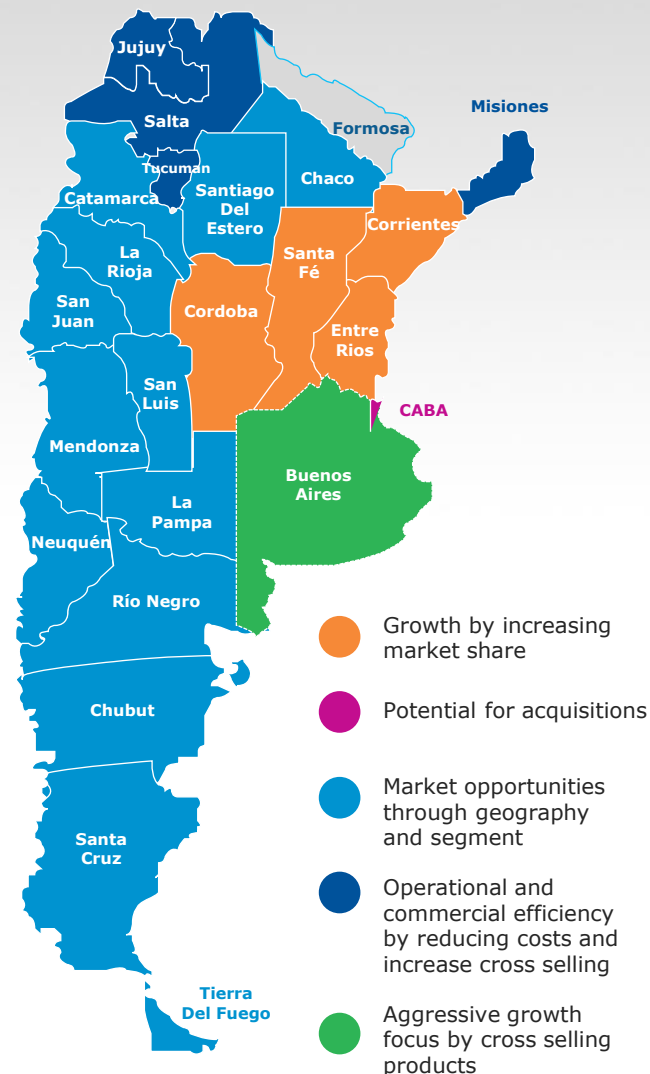 Jujuy
Misiones
Salta
Formosa
Tucuman
Chaco
Catamarca
Santiago
Del
Estero
Corrientes
La
Rioja
Santa
Fé
San
Juan
Cordoba
Entre
Rios
San
Luis
CABA
Mendonza
Buenos
Aires
La
Pampa
Neuquén
Río Negro
Growth by increasing
market share
Chubut
Potential for acquisitions
Market opportunities
through geography
and segment
Santa
Cruz
Operational and
commercial efficiency
by reducing costs and
increase cross selling
Tierra
Del Fuego
Aggressive growth
focus by cross selling
products